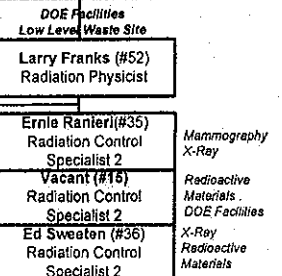 DOE Facilities
Low Level Waste Site
Larry Franks (#52)
Radiation Physicist
Ernie Ranieri(#35)
Radiation Control
Specialist 2
Mammography
X-Ray
Vacant (#15)
Radiation Control
Specialist 2
Radioactive
Materials.
DOE Facilities
Ed Sweaten (#36)
Radiation Control
Specialist 2
X-Ray
Radioactive
Materials